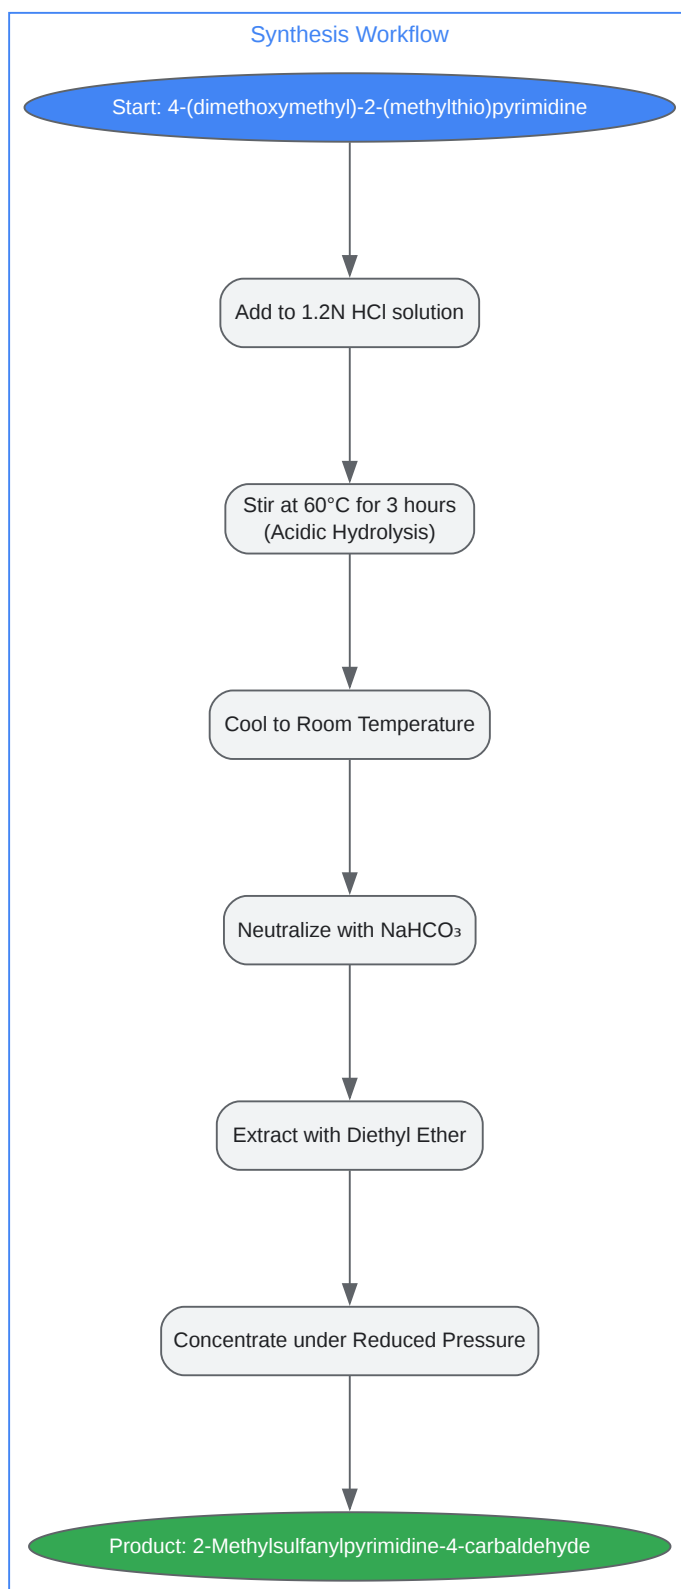 Synthesis Workflow
Start: 4-(dimethoxymethyl)-2-(methylthio)pyrimidine
Add to 1.2N HCl solution
Stir at 60°C for 3 hours
(Acidic Hydrolysis)
Cool to Room Temperature
Neutralize with NaHCO₃
Extract with Diethyl Ether
Concentrate under Reduced Pressure
Product: 2-Methylsulfanylpyrimidine-4-carbaldehyde